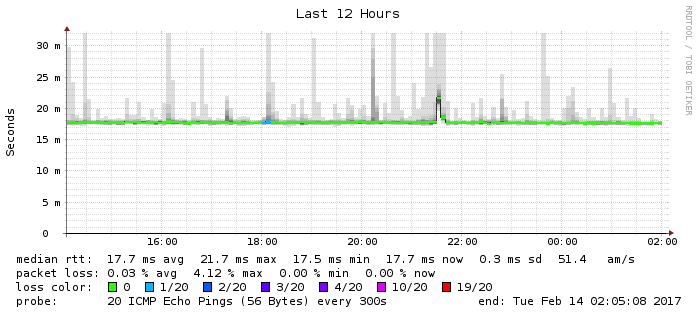 Last 12 Hours
RRDTOOL / TOBI OETIKER
Seconds
30 m
25 m
20 m
15 m
10 m
5 m
0
16:00 18:00 20:00 22:00 00:00 02:00
median rtt: 17.7 ms avg 21.7 ms max 17.5 ms min 17.7 ms now 0.3 ms sd 51.4 am/s
packet loss: 0.03 % avg 4.12 % max 0.00 % min 0.00 % now
loss color: 0 1/20 2/20 3/20 4/20 10/20 19/20
probe: 20 ICMP Echo Pings (56 Bytes) every 300s end: Tue Feb 14 02:05:08 2017